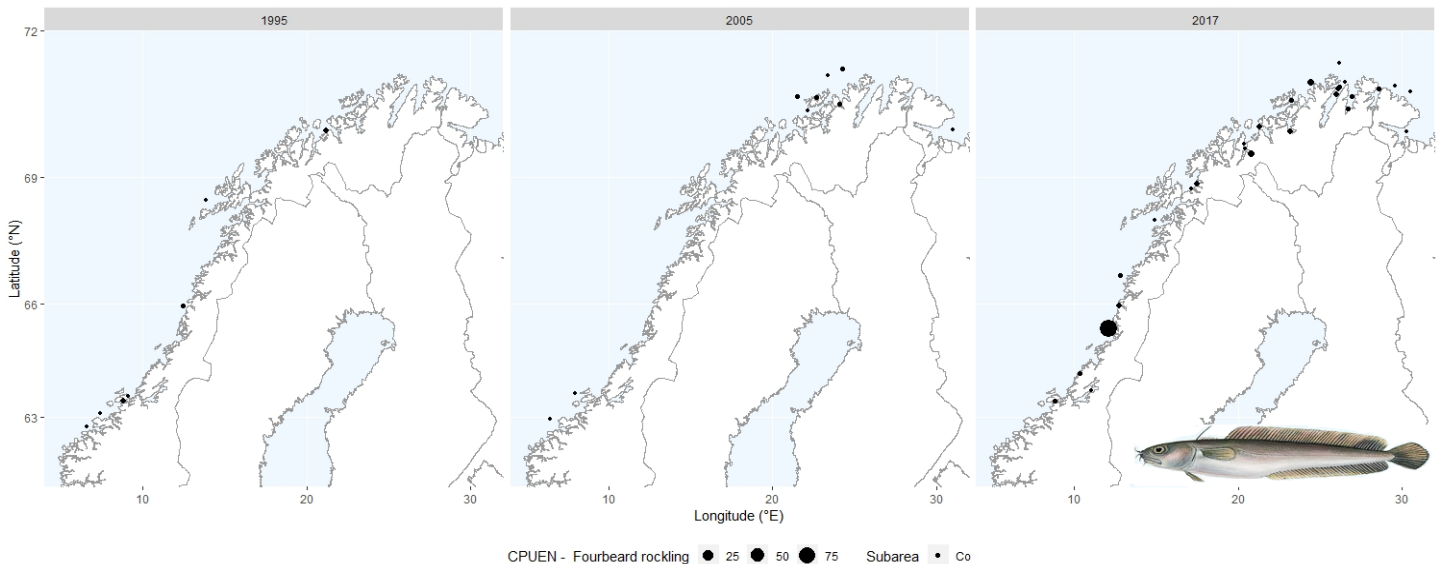 1995 2005 2017
72
69
66
63
Latitude (°N)
10 20 30 10 20 30 10 20 30
Longitude (°E)
CPUEN - Fourbeard rockling 25 50 75 Subarea Co